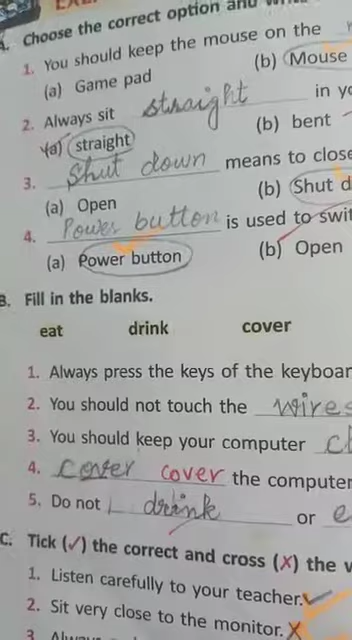 A. Choose the correct option and
1. You should keep the mouse on the
(a) Game pad (b) Mouse
2. Always sit straight in yo
(a) straight (b) bent
3. Shut down means to close
(a) Open (b) Shut d
4. Power button is used to swit
(a) Power button (b) Open
B. Fill in the blanks.
eat drink cover
1. Always press the keys of the keyboar
2. You should not touch the wires
3. You should keep your computer cl
4. cover cover the computer
5. Do not drink or e
C. Tick (✓) the correct and cross (✗) the w
1. Listen carefully to your teacher. ✓
2. Sit very close to the monitor. ✗
3. Always